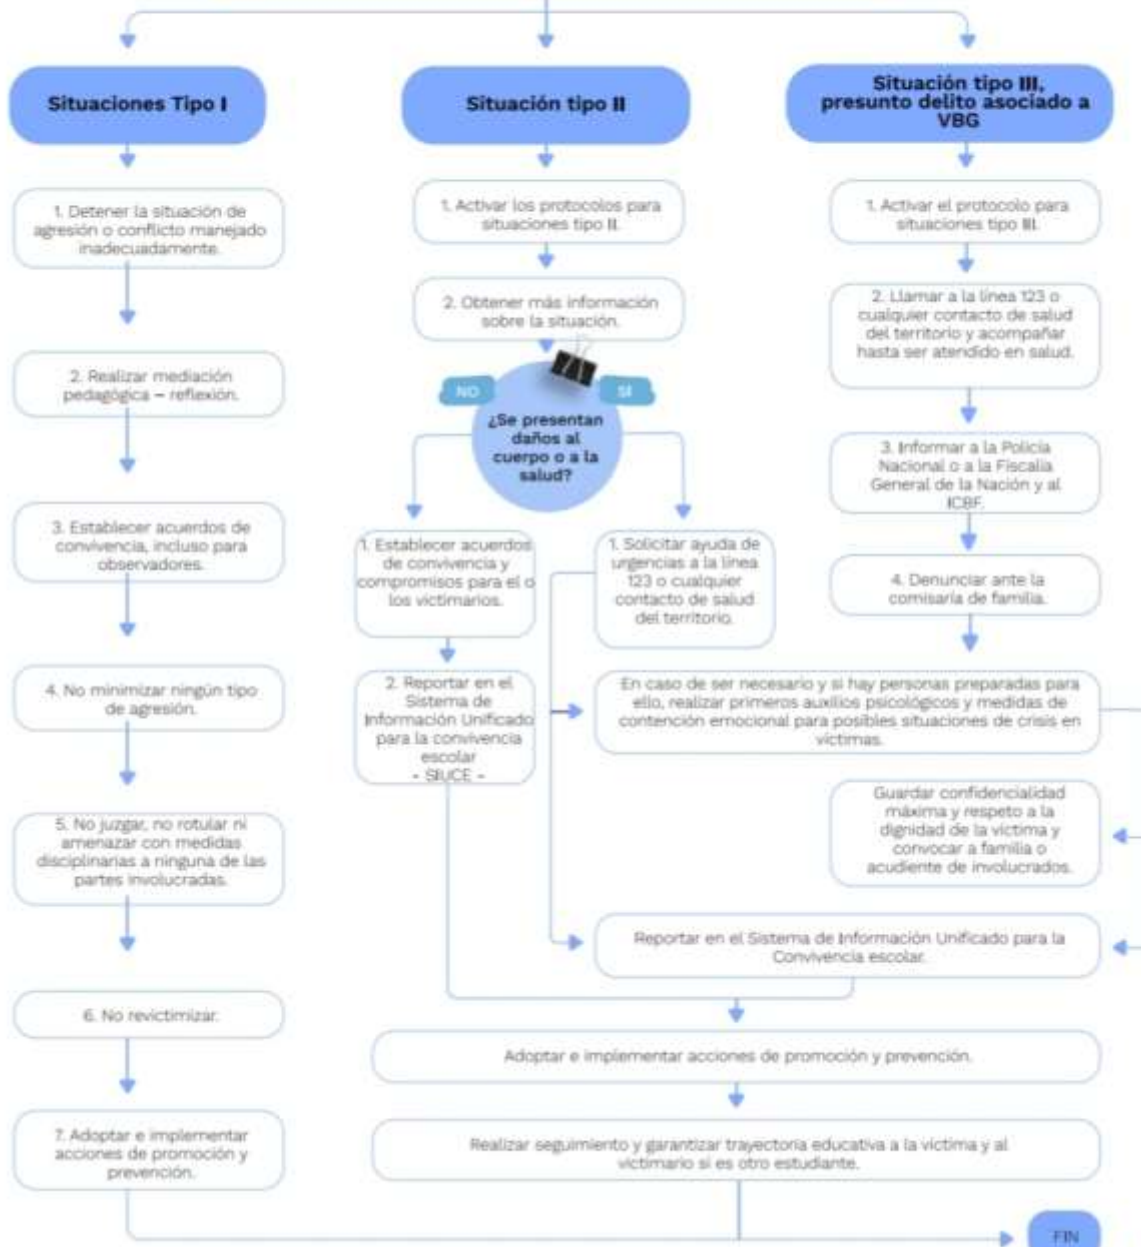 Situaciones Tipo I
1. Detener la situación de
agresión o conflicto manejado
inadecuadamente.
2. Realizar mediación
pedagógica – reflexión.
3. Establecer acuerdos de
convivencia, incluso para
observadores.
4. No minimizar ningún tipo
de agresión.
5. No juzgar, no rotular ni
amenazar con medidas
disciplinarias a ninguna de las
partes involucradas.
6. No revictimizar.
7. Adoptar e implementar
acciones de promoción y
prevención.
Situación tipo II
1. Activar los protocolos para
situaciones tipo II.
2. Obtener más información
sobre la situación.
NO
SI
¿Se presentan
daños al
cuerpo o a la
salud?
1. Establecer acuerdos
de convivencia y
compromisos para el o
los victimarios.
2. Reportar en el
Sistema de
Información Unificado
para la convivencia
escolar
- SIUCE -
1. Solicitar ayuda de
urgencias a la línea
123 o cualquier
contacto de salud
del territorio.
Situación tipo III,
presunto delito asociado a
VBG
1. Activar el protocolo para
situaciones tipo III.
2. Llamar a la línea 123 o
cualquier contacto de salud
del territorio y acompañar
hasta ser atendido en salud.
3. Informar a la Policía
Nacional o a la Fiscalía
General de la Nación y al
ICBF.
4. Denunciar ante la
comisaría de familia.
En caso de ser necesario y si hay personas preparadas para
ello, realizar primeros auxilios psicológicos y medidas de
contención emocional para posibles situaciones de crisis en
víctimas.
Guardar confidencialidad
máxima y respeto a la
dignidad de la víctima y
convocar a familia o
acudiente de involucrados.
Reportar en el Sistema de Información Unificado para la
Convivencia escolar.
Adoptar e implementar acciones de promoción y prevención.
Realizar seguimiento y garantizar trayectoria educativa a la víctima y al
victimario si es otro estudiante.
FIN